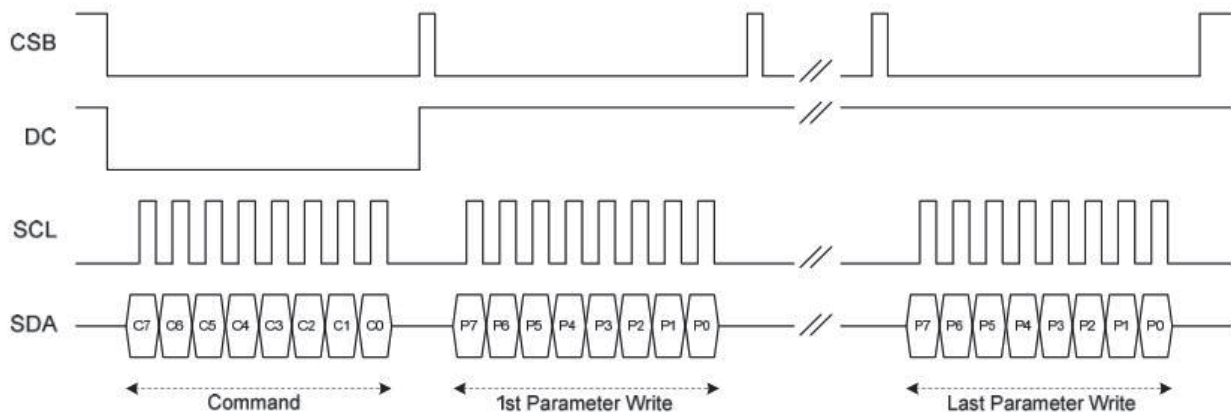 CSB
DC
SCL
SDA C7 C6 C5 C4 C3 C2 C1 C0 P7 P6 P5 P4 P3 P2 P1 P0 P7 P6 P5 P4 P3 P2 P1 P0
Command 1st Parameter Write Last Parameter Write